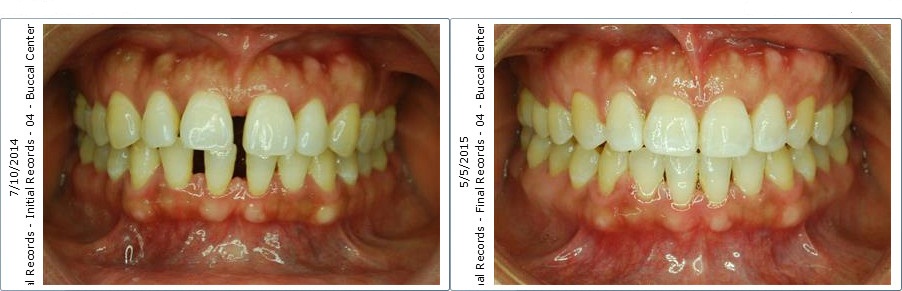 7/10/2014
al Records - Initial Records - 04 - Buccal Center
5/5/2015
ial Records - Final Records - 04 - Buccal Center